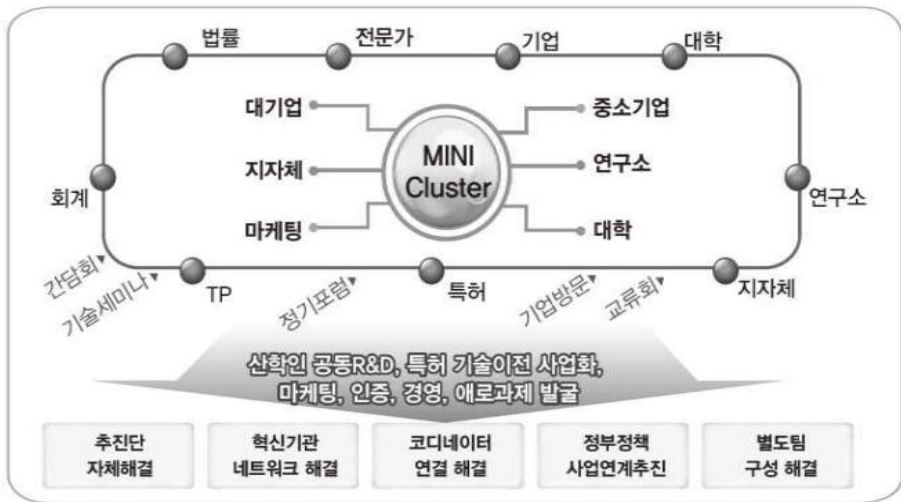 법률
전문가
기업
대학
대기업
중소기업
MINI
Cluster
지자체
연구소
회계
연구소
마케팅
대학
간담회
기술세미나
TP
정기포럼
특허
기업방문
교류회
지자체
산학인 공동R&D, 특허 기술이전 사업화,
마케팅, 인증, 경영, 애로과제 발굴
추진단
자체해결
혁신기관
네트워크 해결
코디네이터
연결 해결
정부정책
사업연계추진
별도팀
구성 해결